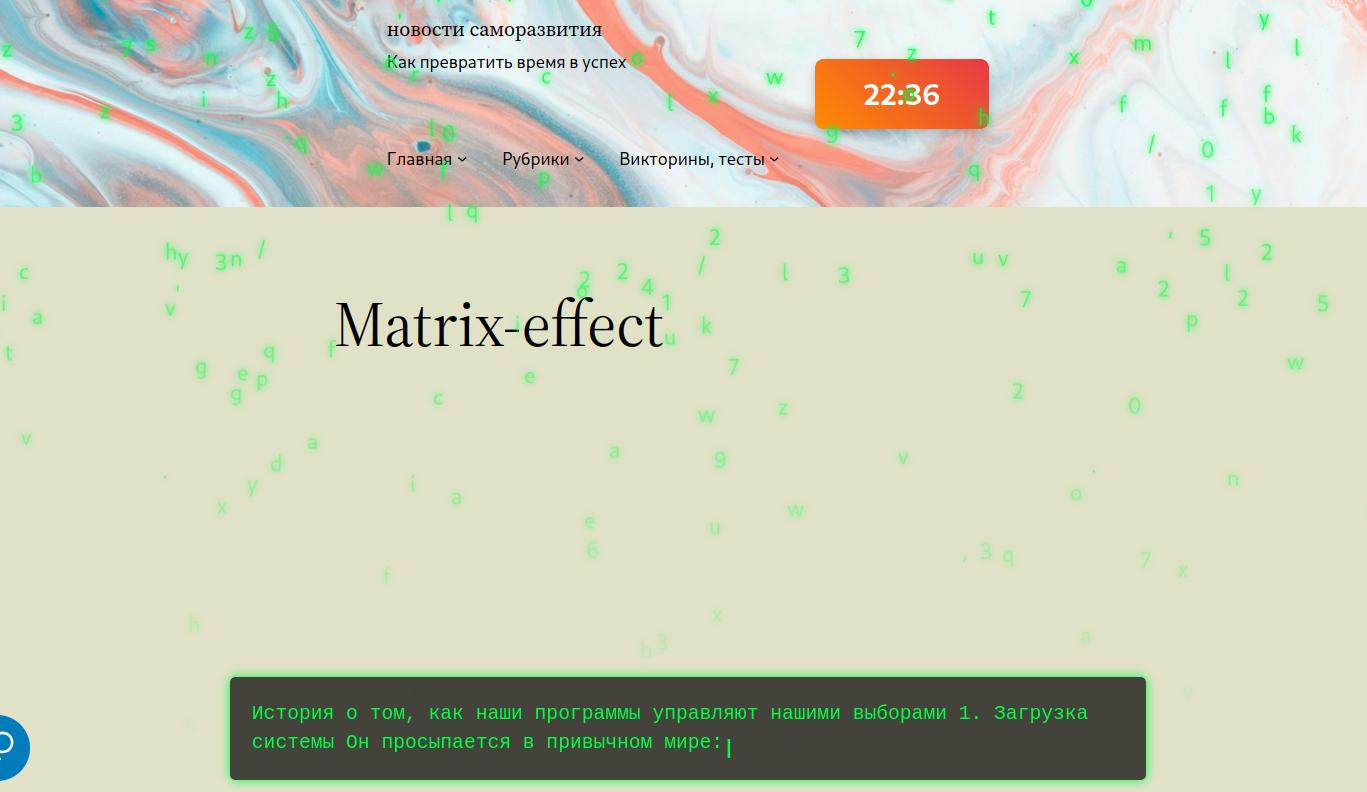 новости саморазвития
Как превратить время в успех
22:36
Главная Рубрики Викторины, тесты
Matrix-effect
История о том, как наши программы управляют нашими выборами 1. Загрузка
системы Он просыпается в привычном мире: